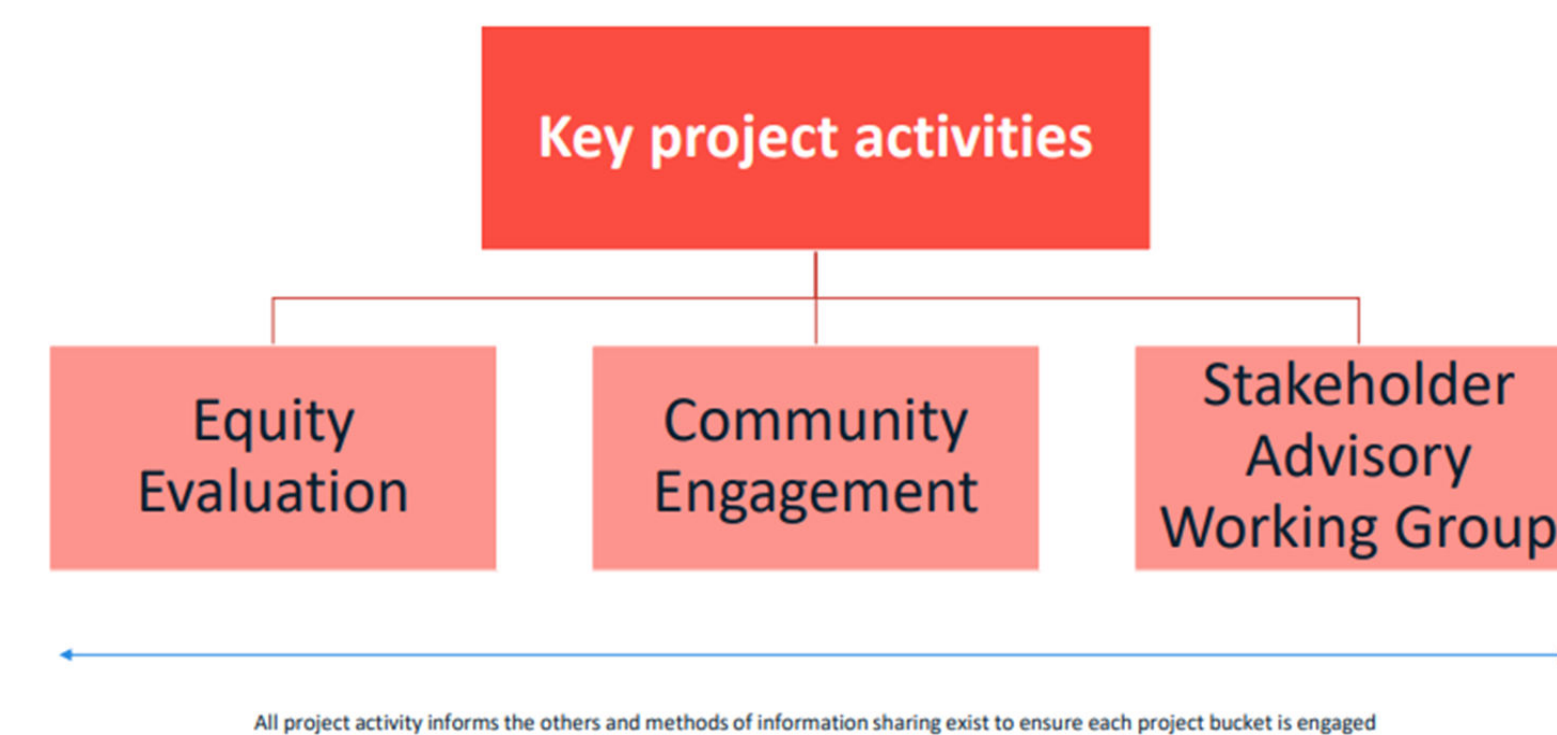 Key project activities
Equity
Evaluation
Community
Engagement
Stakeholder
Advisory
Working Group
All project activity informs the others and methods of information sharing exist to ensure each project bucket is engaged